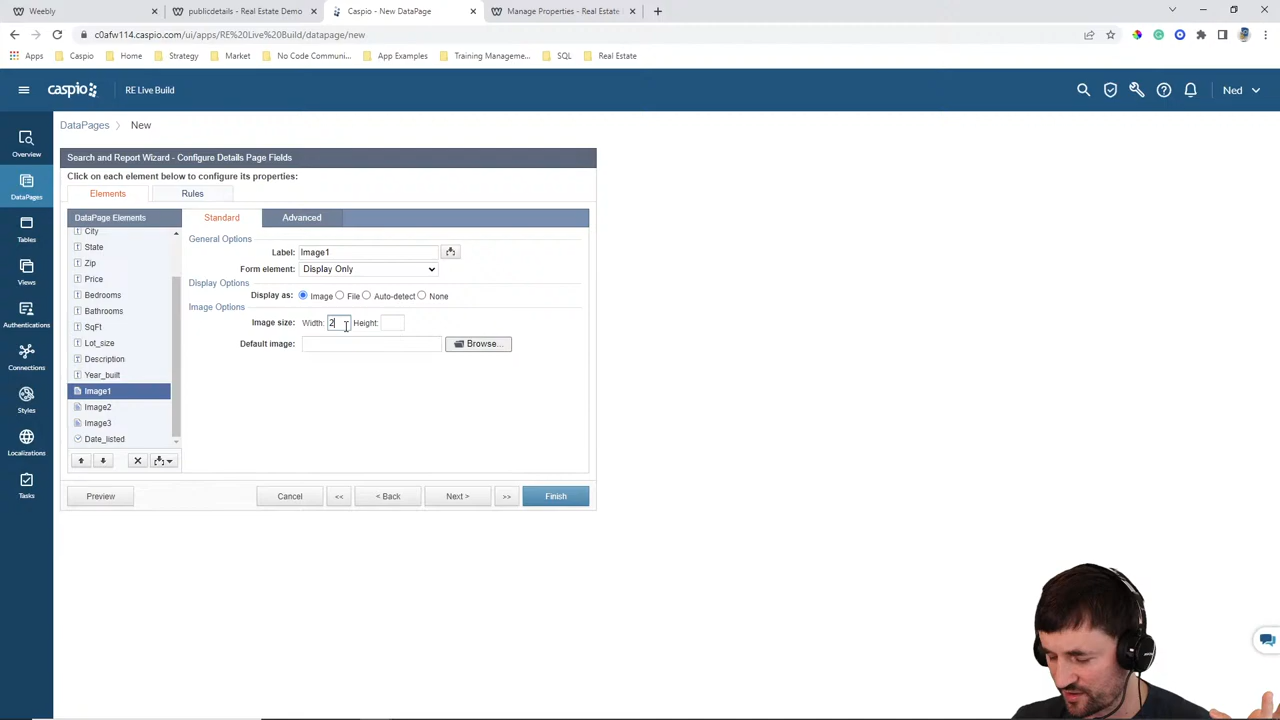 Weebly
publicdetails - Real Estate Demo
Caspio - New DataPage
Manage Properties - Real Estate
c0afw114.caspio.com/ui/apps/RE%20Live%20Build/datapage/new
Apps
Caspio
Home
Strategy
Market
No Code Communi...
App Examples
Training Manageme...
SQL
Real Estate
caspio
RE Live Build
Ned
DataPages
New
Overview
DataPages
Tables
Views
Authentications
Connections
Styles
Localizations
Tasks
Search and Report Wizard - Configure Details Page Fields
Click on each element below to configure its properties:
Elements
Rules
DataPage Elements
Standard
Advanced
City
State
Zip
Price
Bedrooms
Bathrooms
SqFt
Lot_size
Description
Year_built
Image1
Image2
Image3
Date_listed
General Options
Label: Image1
Form element: Display Only
Display Options
Display as: Image File Auto-detect None
Image Options
Image size: Width: 2 Height:
Default image: Browse...
Preview
Cancel
<<
< Back
Next >
>>
Finish